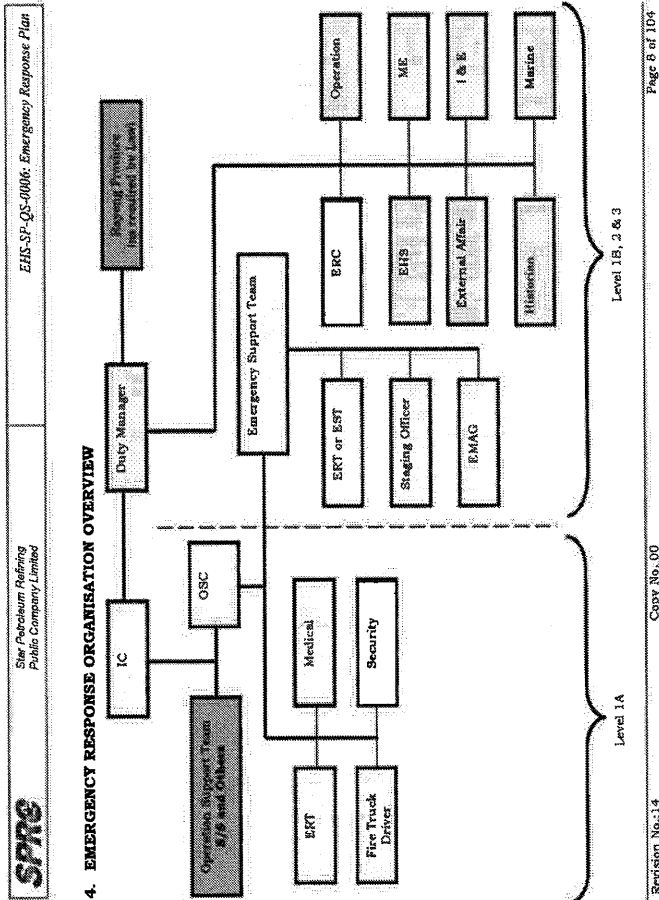 SPRC
Star Petroleum Refining
Public Company Limited
EHS-SP-QS-0006: Emergency Response Plan
4. EMERGENCY RESPONSE ORGANISATION OVERVIEW
IC
Duty Manager
Rayong Province
(as required by Law)
Operation Support Team
S/S and Others
OSC
Emergency Support Team
ERT
Medical
Fire Truck
Driver
Security
ERT or EST
Staging Officer
EMAG
ERC
Operation
EHS
ME
External Affair
I & E
Historian
Marine
Level 1A
Level 1B, 2 & 3
Revision No.:14
Copy No. 00
Page 8 of 104